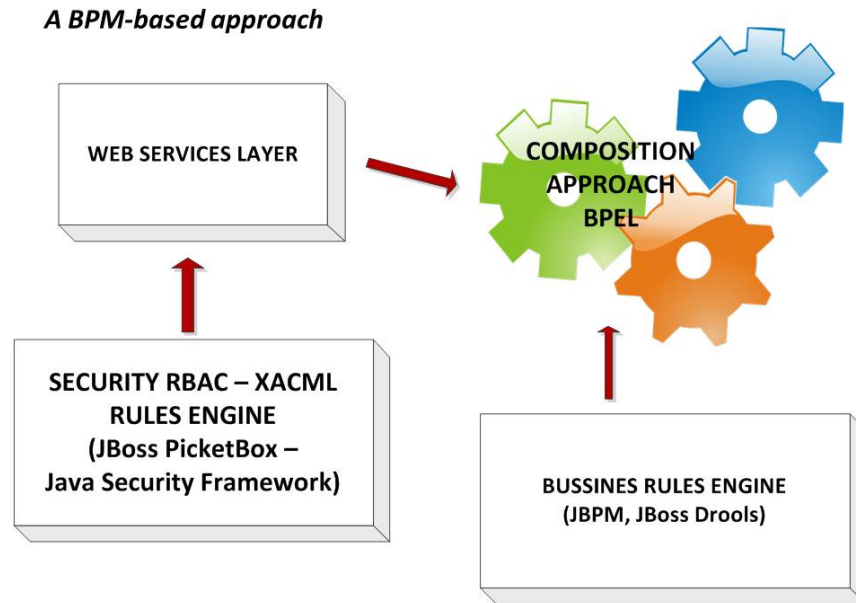 A BPM-based approach
WEB SERVICES LAYER
COMPOSITION
APPROACH
BPEL
SECURITY RBAC – XACML
RULES ENGINE
(JBoss PicketBox –
Java Security Framework)
BUSSINES RULES ENGINE
(JBPM, JBoss Drools)